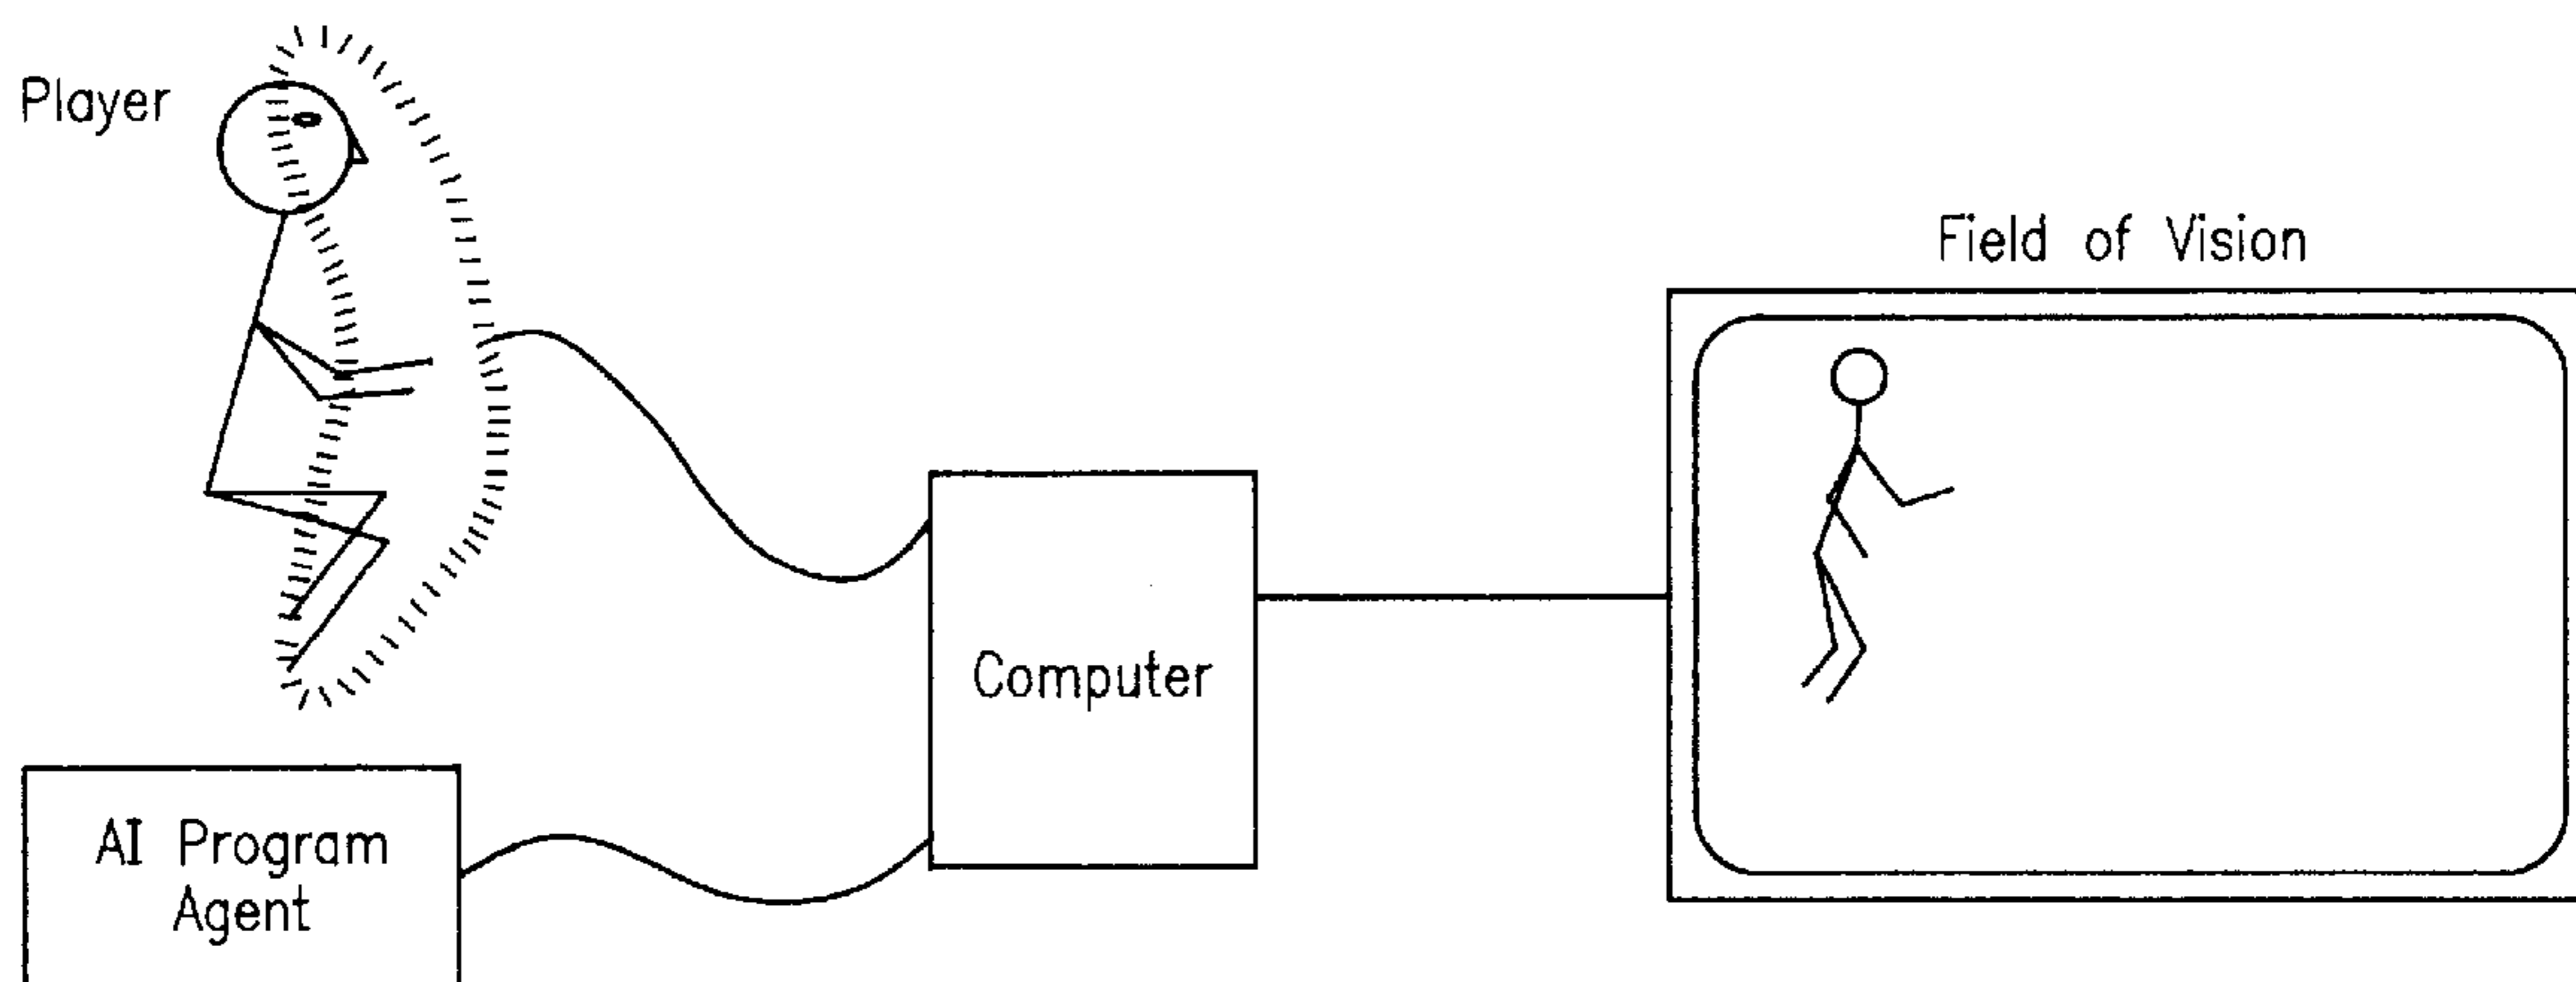 Player
Field of Vision
Computer
AI Program
Agent